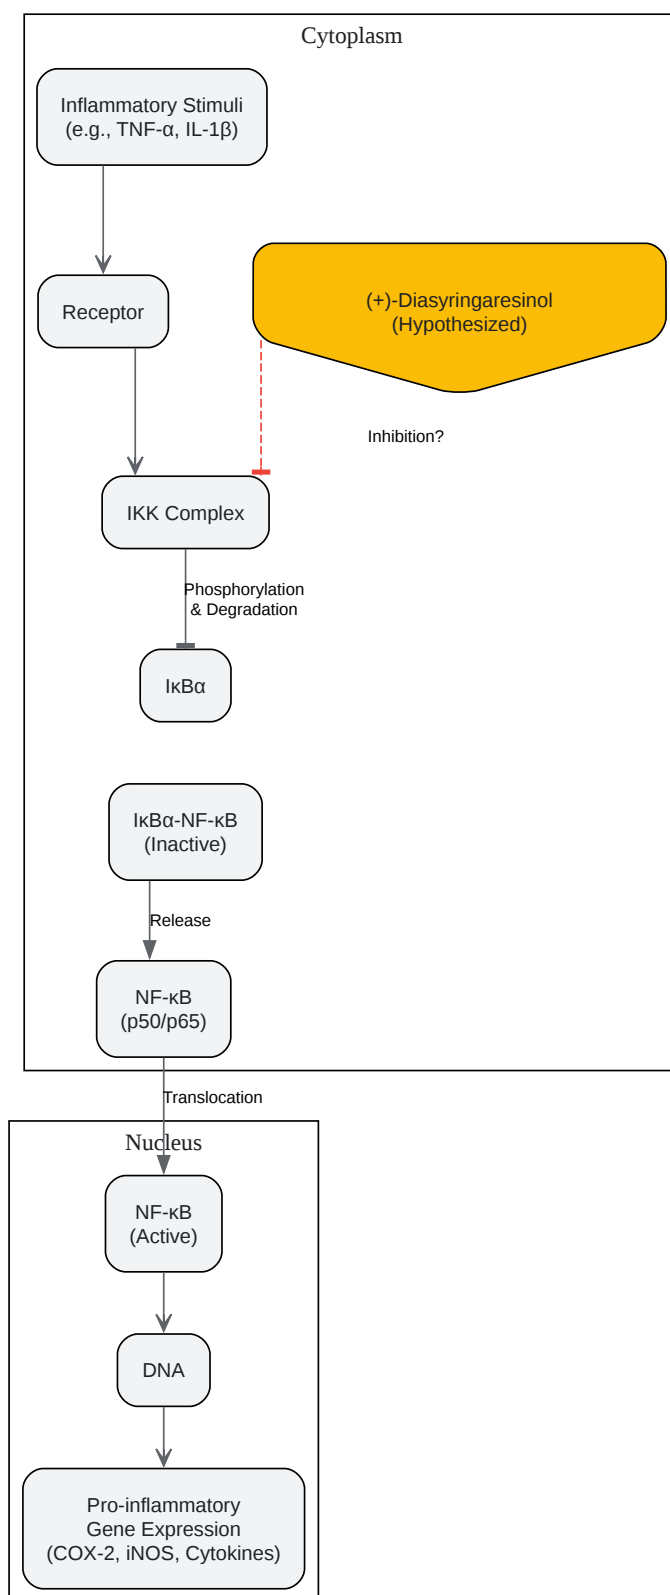 Cytoplasm
Inflammatory Stimuli
(e.g., TNF-α, IL-1β)
(+)-Diasyringaresinol
(Hypothesized)
Receptor
Inhibition?
IKK Complex
Phosphorylation
& Degradation
IκBα
IκBα-NF-κB
(Inactive)
Release
NF-κB
(p50/p65)
Translocation
Nucleus
NF-κB
(Active)
DNA
Pro-inflammatory
Gene Expression
(COX-2, iNOS, Cytokines)